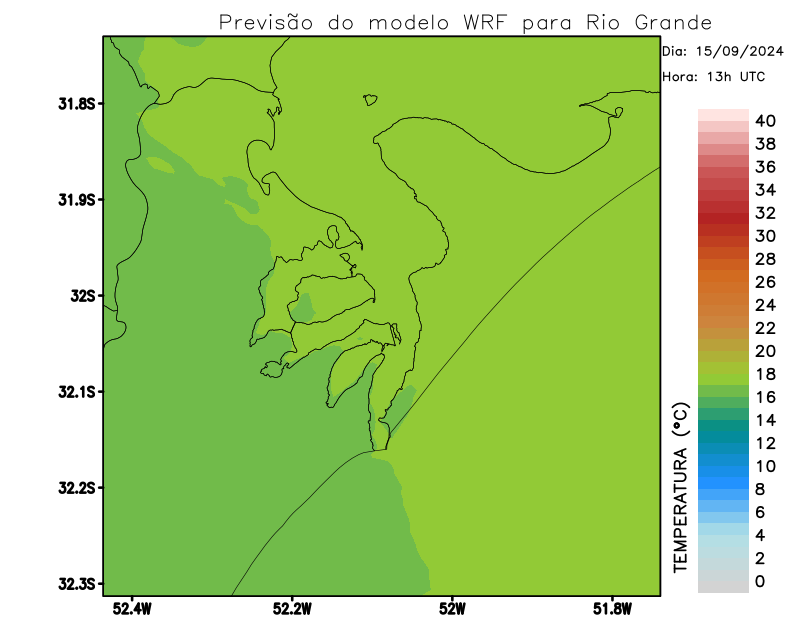 Previsão do modelo WRF para Rio Grande
Dia: 15/09/2024
Hora: 13h UTC
31.8S
31.9S
32S
32.1S
32.2S
32.3S
52.4W
52.2W
52W
51.8W
TEMPERATURA (°C)
40
38
36
34
32
30
28
26
24
22
20
18
16
14
12
10
8
6
4
2
0